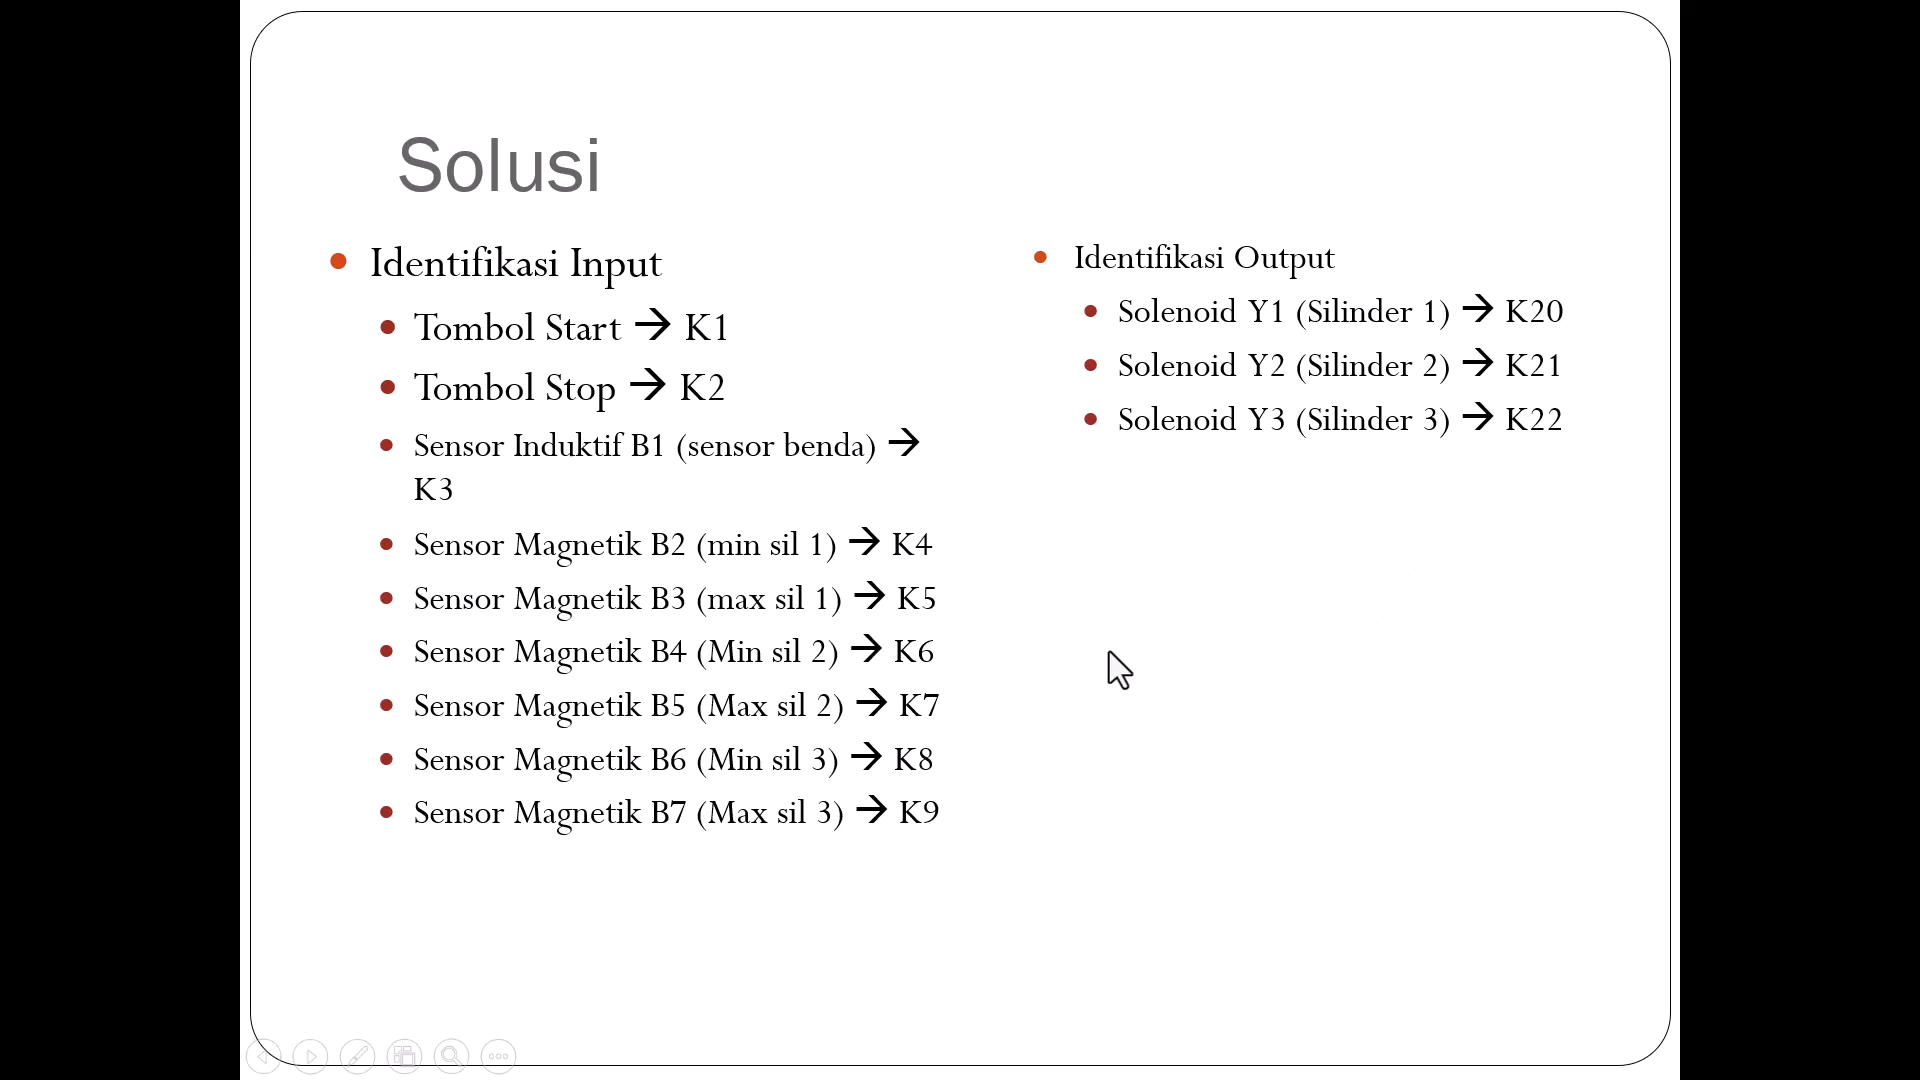 Solusi
• Identifikasi Input
• Tombol Start → K1
• Tombol Stop → K2
• Sensor Induktif B1 (sensor benda) →
K3
• Sensor Magnetik B2 (min sil 1) → K4
• Sensor Magnetik B3 (max sil 1) → K5
• Sensor Magnetik B4 (Min sil 2) → K6
• Sensor Magnetik B5 (Max sil 2) → K7
• Sensor Magnetik B6 (Min sil 3) → K8
• Sensor Magnetik B7 (Max sil 3) → K9
• Identifikasi Output
• Solenoid Y1 (Silinder 1) → K20
• Solenoid Y2 (Silinder 2) → K21
• Solenoid Y3 (Silinder 3) → K22